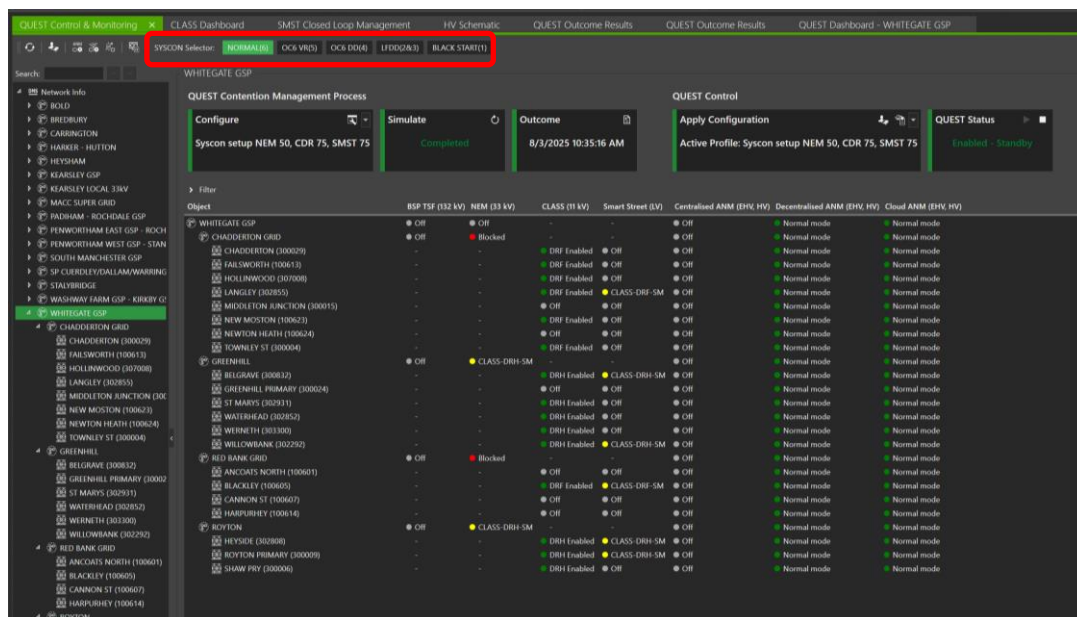 QUEST Control & Monitoring × CLASS Dashboard SMST Closed Loop Management HV Schematic QUEST Outcome Results QUEST Outcome Results QUEST Dashboard - WHITEGATE GSP
SYSCON Selector: NORMAL(6) OC6 VR(5) OC6 DD(4) LFDD(2&3) BLACK START(1)
Search:
Network Info
BOLD
BREDBURY
CARRINGTON
HARKER - HUTTON
HEYSHAM
KEARSLEY GSP
KEARSLEY LOCAL 33kV
MACC SUPER GRID
PADIHAM - ROCHDALE GSP
PENWORTHAM EAST GSP - ROCH
PENWORTHAM WEST GSP - STAN
SOUTH MANCHESTER GSP
SP CUERDLEY/DALLAM/WARRING
STALYBRIDGE
WASHWAY FARM GSP - KIRKBY G
WHITEGATE GSP
CHADDERTON GRID
CHADDERTON (300029)
FAILSWORTH (100613)
HOLLINWOOD (307008)
LANGLEY (302855)
MIDDLETON JUNCTION (300
NEW MOSTON (100623)
NEWTON HEATH (100624)
TOWNLEY ST (300004)
GREENHILL
BELGRAVE (300832)
GREENHILL PRIMARY (30002
ST MARYS (302931)
WATERHEAD (302852)
WERNETH (303300)
WILLOWBANK (302292)
RED BANK GRID
ANCOATS NORTH (100601)
BLACKLEY (100605)
CANNON ST (100607)
HARPURHEY (100614)
ROYTON
WHITEGATE GSP
QUEST Contention Management Process QUEST Control
Configure Simulate Outcome Apply Configuration QUEST Status
Syscon setup NEM 50, CDR 75, SMST 75 Completed 8/3/2025 10:35:16 AM Active Profile: Syscon setup NEM 50, CDR 75, SMST 75 Enabled - Standby
Filter
Object BSP TSF (132 kV) NEM (33 kV) CLASS (11 kV) Smart Street (LV) Centralised ANM (EHV, HV) Decentralised ANM (EHV, HV) Cloud ANM (EHV, HV)
WHITEGATE GSP Off Off - - Off Normal mode Normal mode
CHADDERTON GRID Off Blocked - - Off Normal mode Normal mode
CHADDERTON (300029) - - DRF Enabled Off Off Normal mode Normal mode
FAILSWORTH (100613) - - DRF Enabled Off Off Normal mode Normal mode
HOLLINWOOD (307008) - - DRF Enabled Off Off Normal mode Normal mode
LANGLEY (302855) - - DRF Enabled CLASS-DRF-SM Off Normal mode Normal mode
MIDDLETON JUNCTION (300015) - - Off Off Off Normal mode Normal mode
NEW MOSTON (100623) - - DRF Enabled Off Off Normal mode Normal mode
NEWTON HEATH (100624) - - Off Off Off Normal mode Normal mode
TOWNLEY ST (300004) - - DRF Enabled Off Off Normal mode Normal mode
GREENHILL Off CLASS-DRH-SM - - Off Normal mode Normal mode
BELGRAVE (300832) - - DRH Enabled CLASS-DRH-SM Off Normal mode Normal mode
GREENHILL PRIMARY (300024) - - Off Off Off Normal mode Normal mode
ST MARYS (302931) - - DRH Enabled Off Off Normal mode Normal mode
WATERHEAD (302852) - - DRH Enabled Off Off Normal mode Normal mode
WERNETH (303300) - - DRH Enabled Off Off Normal mode Normal mode
WILLOWBANK (302292) - - DRH Enabled CLASS-DRH-SM Off Normal mode Normal mode
RED BANK GRID Off Blocked - - Off Normal mode Normal mode
ANCOATS NORTH (100601) - - Off Off Off Normal mode Normal mode
BLACKLEY (100605) - - DRF Enabled CLASS-DRF-SM Off Normal mode Normal mode
CANNON ST (100607) - - Off Off Off Normal mode Normal mode
HARPURHEY (100614) - - Off Off Off Normal mode Normal mode
ROYTON Off CLASS-DRH-SM - - Off Normal mode Normal mode
HEYSIDE (302808) - - DRH Enabled CLASS-DRH-SM Off Normal mode Normal mode
ROYTON PRIMARY (300009) - - DRH Enabled CLASS-DRH-SM Off Normal mode Normal mode
SHAW PRY (300006) - - DRH Enabled Off Off Normal mode Normal mode